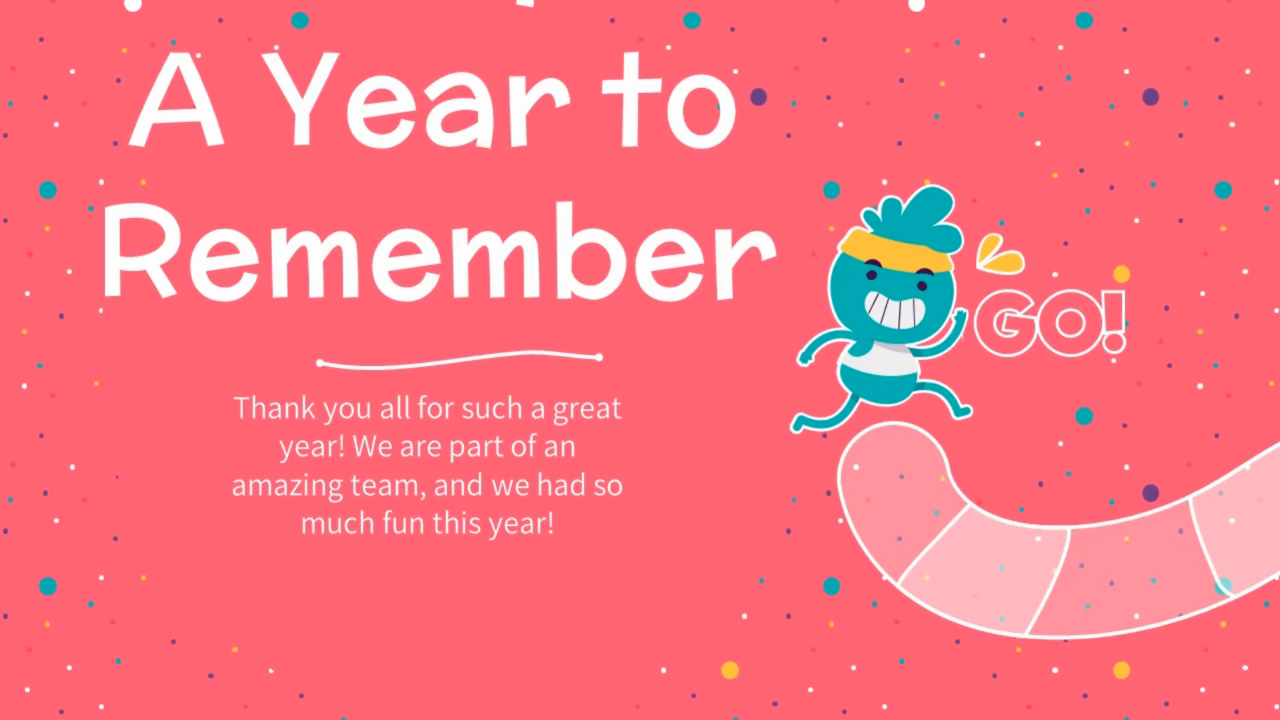 A Year to
Remember
GO!
Thank you all for such a great
year! We are part of an
amazing team, and we had so
much fun this year!